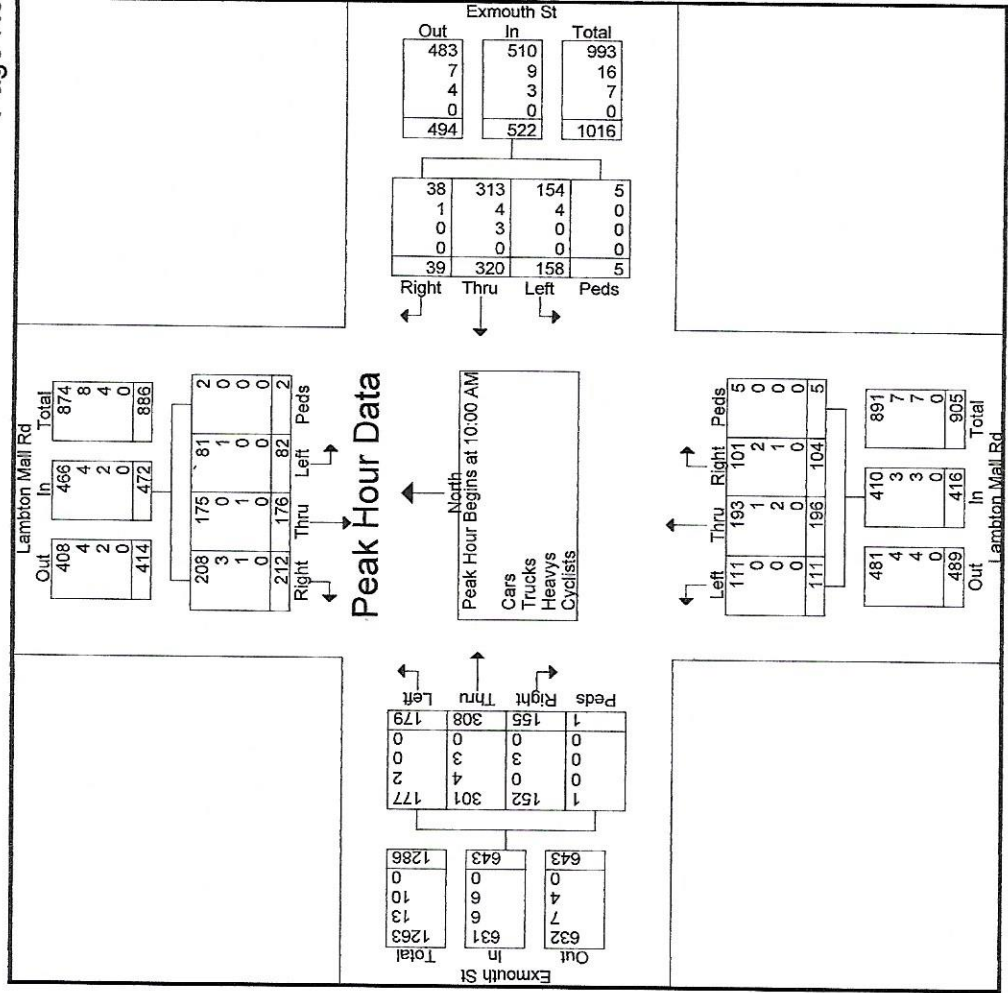 Exmouth St
Out In Total
483 510 993
7 9 16
4 3 7
0 0 0
494 522 1016
38 313 154 5
1 4 4 0
0 3 0 0
0 0 0 0
39 320 158 5
Right Thru Left Peds
Lambton Mall Rd
Out In Total
408 466 874
4 4 8
2 2 4
0 0 0
414 472 886
208 175 81 2
3 0 1 0
1 1 0 0
0 0 0 0
212 176 82 2
Right Thru Left Peds
Peak Hour Data
North
Peak Hour Begins at 10:00 AM
Cars
Trucks
Heavys
Cyclists
Left Thru Right Peds
111 193 101 5
0 1 2 0
0 2 1 0
0 0 0 0
111 196 104 5
481 410 891
4 3 7
4 3 7
0 0 0
489 416 905
Out In Total
Lambton Mall Rd
Peds Right Thru Left
1 155 308 179
0 0 0 0
0 3 3 0
0 0 4 2
1 152 301 177
643 643 1286
0 0 0
4 6 10
7 6 13
632 631 1263
Out In Total
Exmouth St